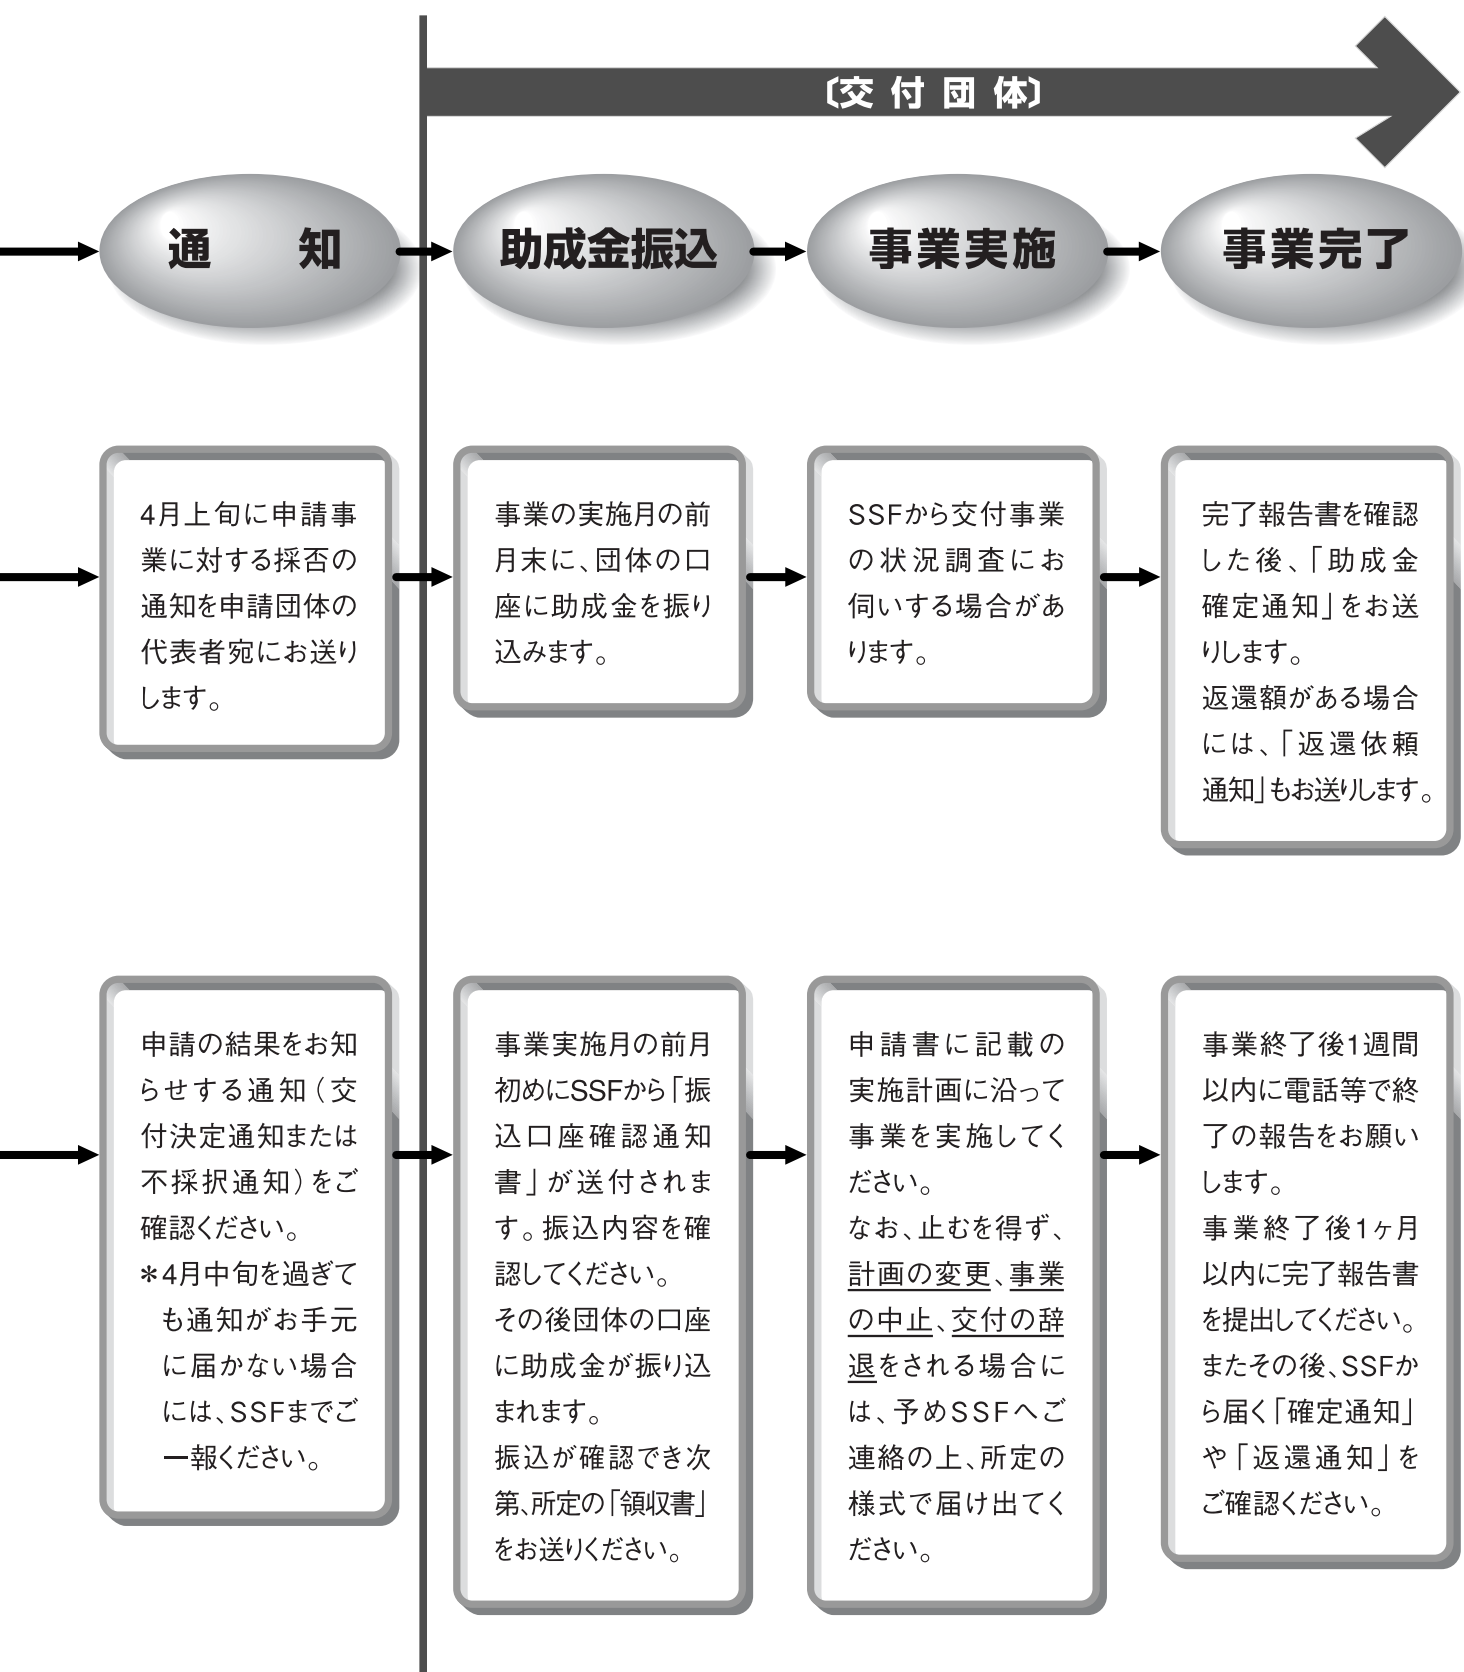 〔交付団体〕
通　知
助成金振込
事業実施
事業完了
4月上旬に申請事
業に対する採否の
通知を申請団体の
代表者宛にお送り
します。
事業の実施月の前
月末に、団体の口
座に助成金を振り
込みます。
SSFから交付事業
の状況調査にお
伺いする場合があ
ります。
完了報告書を確認
した後、「助成金
確定通知」をお送
りします。
返還額がある場合
には、「返還依頼
通知」もお送りします。
申請の結果をお知
らせする通知（交
付決定通知または
不採択通知）をご
確認ください。
＊4月中旬を過ぎて
も通知がお手元
に届かない場合
には、SSFまでご
一報ください。
事業実施月の前月
初めにSSFから「振
込口座確認通知
書」が送付されま
す。振込内容を確
認してください。
その後団体の口座
に助成金が振り込
まれます。
振込が確認でき次
第、所定の「領収書」
をお送りください。
申請書に記載の
実施計画に沿って
事業を実施してく
ださい。
なお、止むを得ず、
計画の変更、事業
の中止、交付の辞
退をされる場合に
は、予めSSFへご
連絡の上、所定の
様式で届け出てく
ださい。
事業終了後1週間
以内に電話等で終
了の報告をお願い
します。
事業終了後1ヶ月
以内に完了報告書
を提出してください。
またその後、SSFか
ら届く「確定通知」
や「返還通知」を
ご確認ください。